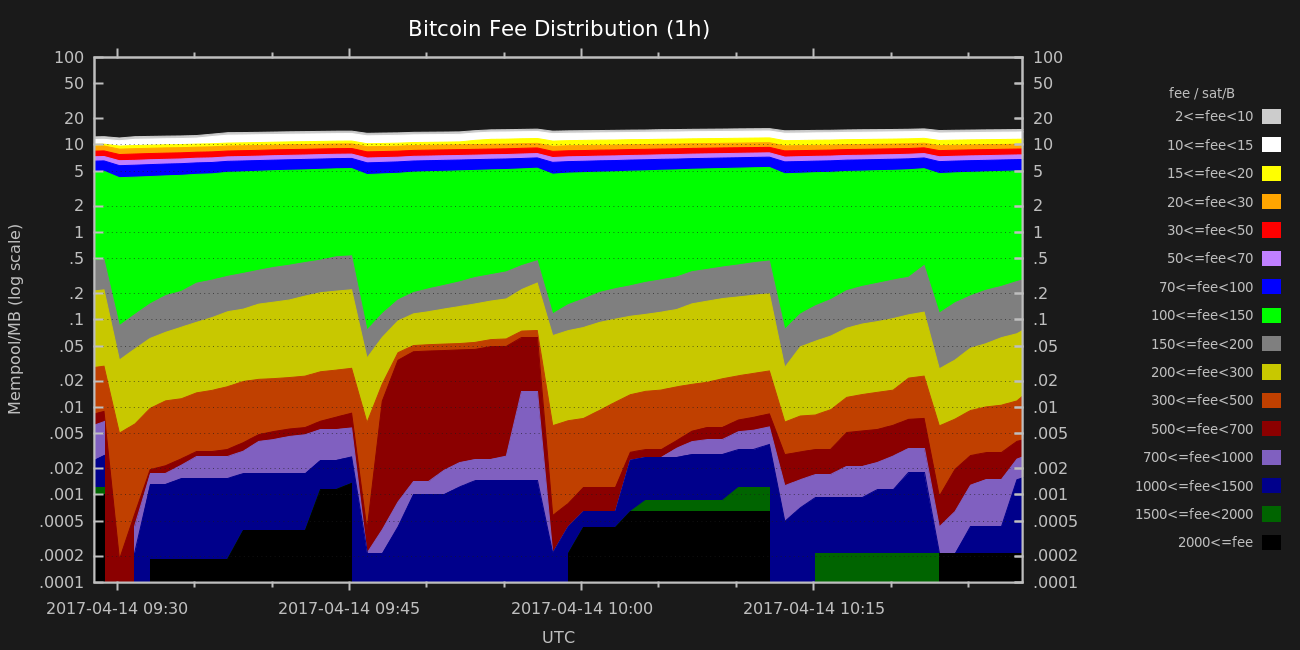 Bitcoin Fee Distribution (1h)
100 100
50 50
20 20
10 10
5 5
2 2
1 1
.5 .5
.2 .2
.1 .1
.05 .05
.02 .02
.01 .01
.005 .005
.002 .002
.001 .001
.0005 .0005
.0002 .0002
.0001 .0001
Mempool/MB (log scale)
2017-04-14 09:30 2017-04-14 09:45 2017-04-14 10:00 2017-04-14 10:15
UTC
fee / sat/B
2<=fee<10
10<=fee<15
15<=fee<20
20<=fee<30
30<=fee<50
50<=fee<70
70<=fee<100
100<=fee<150
150<=fee<200
200<=fee<300
300<=fee<500
500<=fee<700
700<=fee<1000
1000<=fee<1500
1500<=fee<2000
2000<=fee